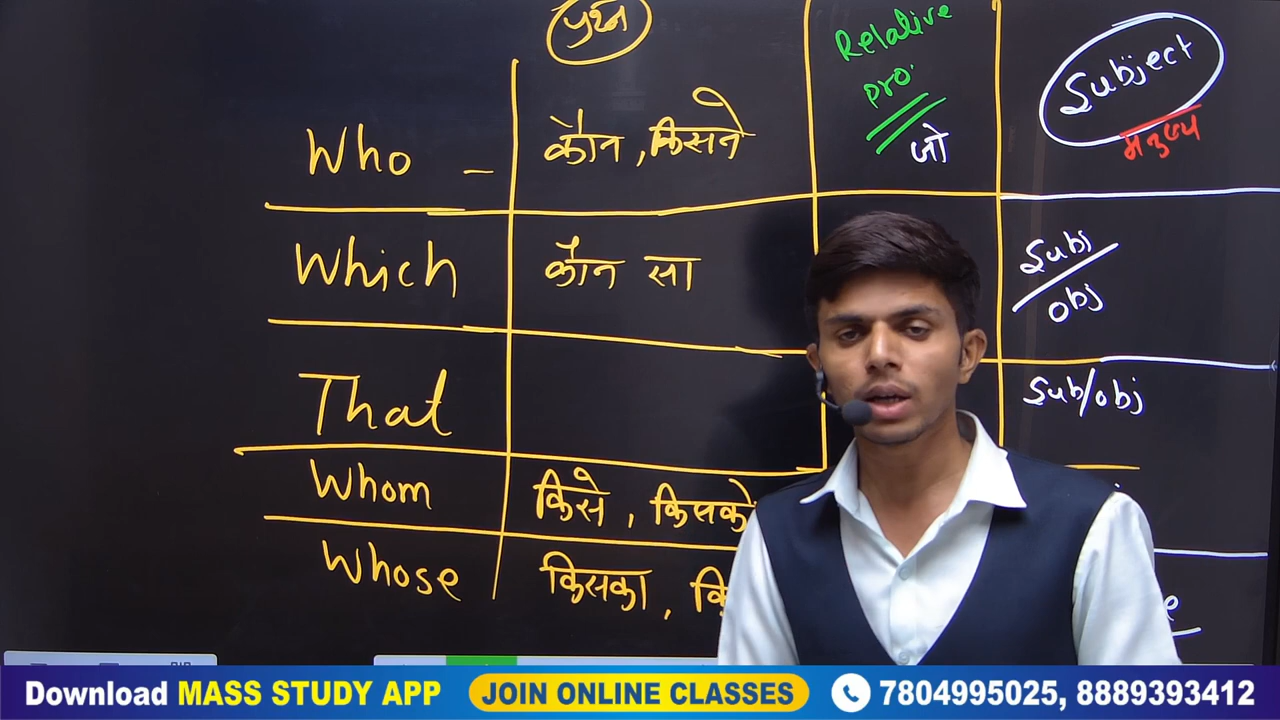 प्रश्न
Relative
pro.
जो
Subject
मनुष्य
Who - कौन, किसने
Which कौन सा
Subj/obj
That Sub/obj
Whom किसे, किसको
Whose किसका,
Download MASS STUDY APP JOIN ONLINE CLASSES 7804995025, 8889393412